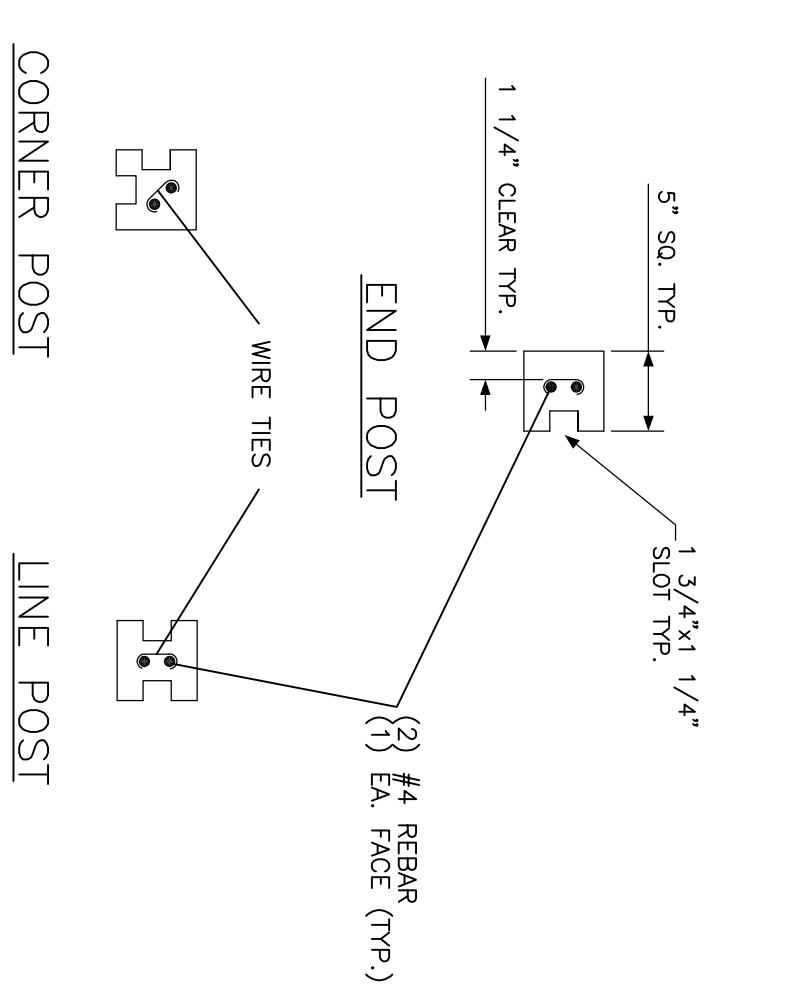 5" SQ. TYP.
1 3/4"x1 1/4"
SLOT TYP.
1 1/4" CLEAR TYP.
END POST
(2) #4 REBAR
(1) EA. FACE (TYP.)
WIRE TIES
CORNER POST
LINE POST